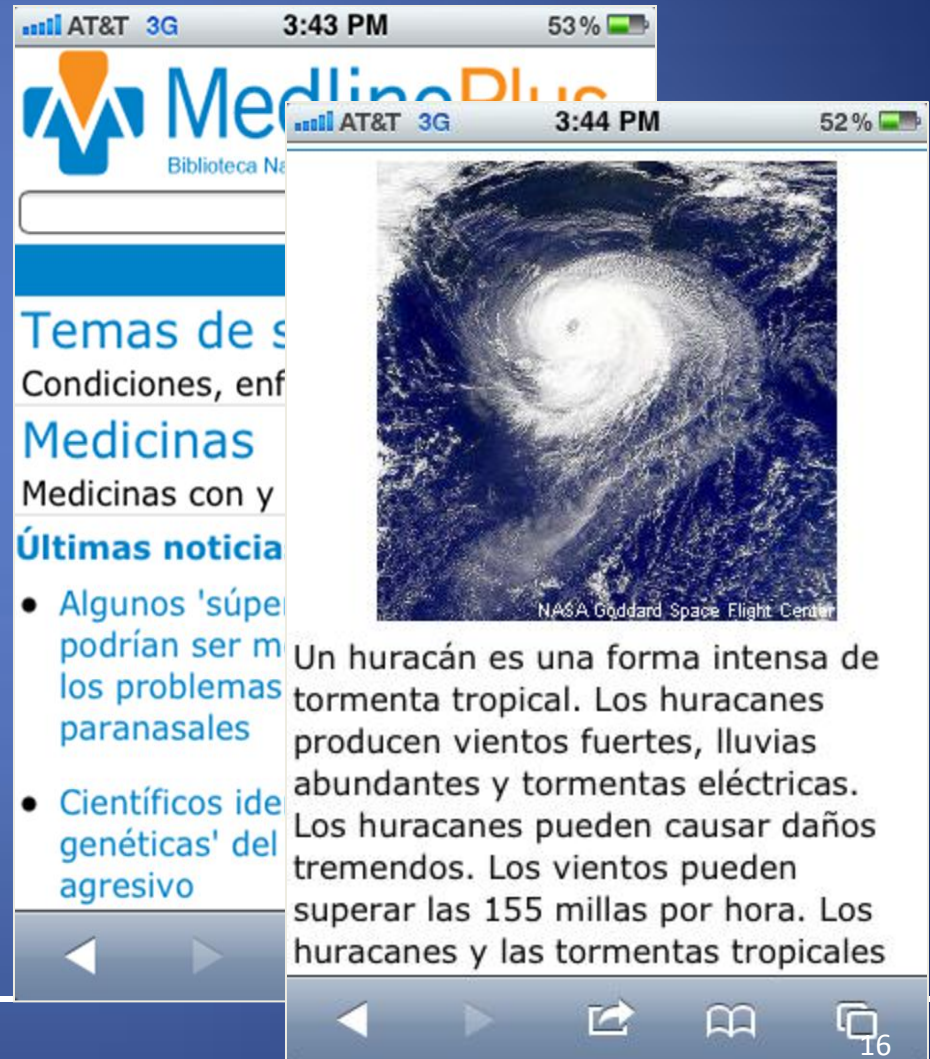 AT&T 3G 3:43 PM 53%
MedlinePlus
Biblioteca Na
Temas de s
Condiciones, enf
Medicinas
Medicinas con y
Últimas noticia
Algunos 'súpe
podrían ser m
los problemas
paranasales
Científicos ide
genéticas' del
agresivo
AT&T 3G 3:44 PM 52%
NASA Goddard Space Flight Center
Un huracán es una forma intensa de
tormenta tropical. Los huracanes
producen vientos fuertes, lluvias
abundantes y tormentas eléctricas.
Los huracanes pueden causar daños
tremendos. Los vientos pueden
superar las 155 millas por hora. Los
huracanes y las tormentas tropicales
16